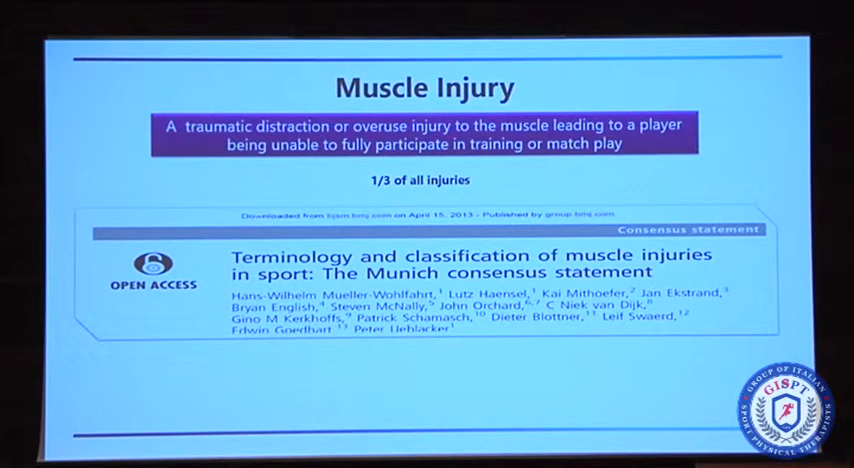 Muscle Injury
A traumatic distraction or overuse injury to the muscle leading to a player
being unable to fully participate in training or match play
1/3 of all injuries
Downloaded from bjsm.bmj.com on April 15, 2013 - Published by group.bmj.com
Consensus statement
OPEN ACCESS
Terminology and classification of muscle injuries
in sport: The Munich consensus statement
Hans-Wilhelm Mueller-Wohlfahrt,1 Lutz Haensel,1 Kai Mithoefer,2 Jan Ekstrand,3
Bryan English,4 Steven McNally,5 John Orchard,6,7 C Niek van Dijk,8
Gino M Kerkhoffs,9 Patrick Schamasch,10 Dieter Blottner,11 Leif Swaerd,12
Edwin Goedhart,13 Peter Ueblacker1
GROUP OF ITALIAN
SPORT PHYSICAL THERAPISTS
GISPT